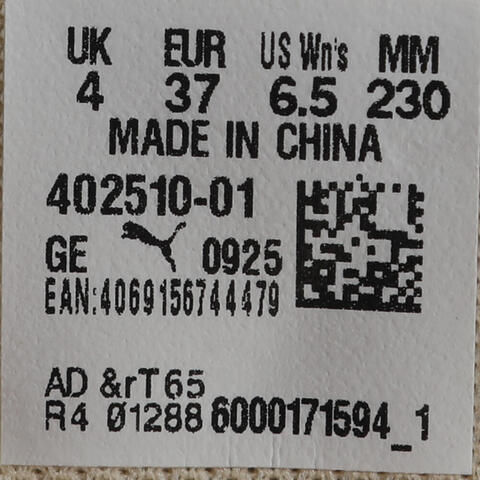 UK EUR US Wn's MM
4 37 6.5 230
MADE IN CHINA
402510-01
GE 0925
EAN:4069156744479
AD &rT65
R4 Ø1288 6000171594_1